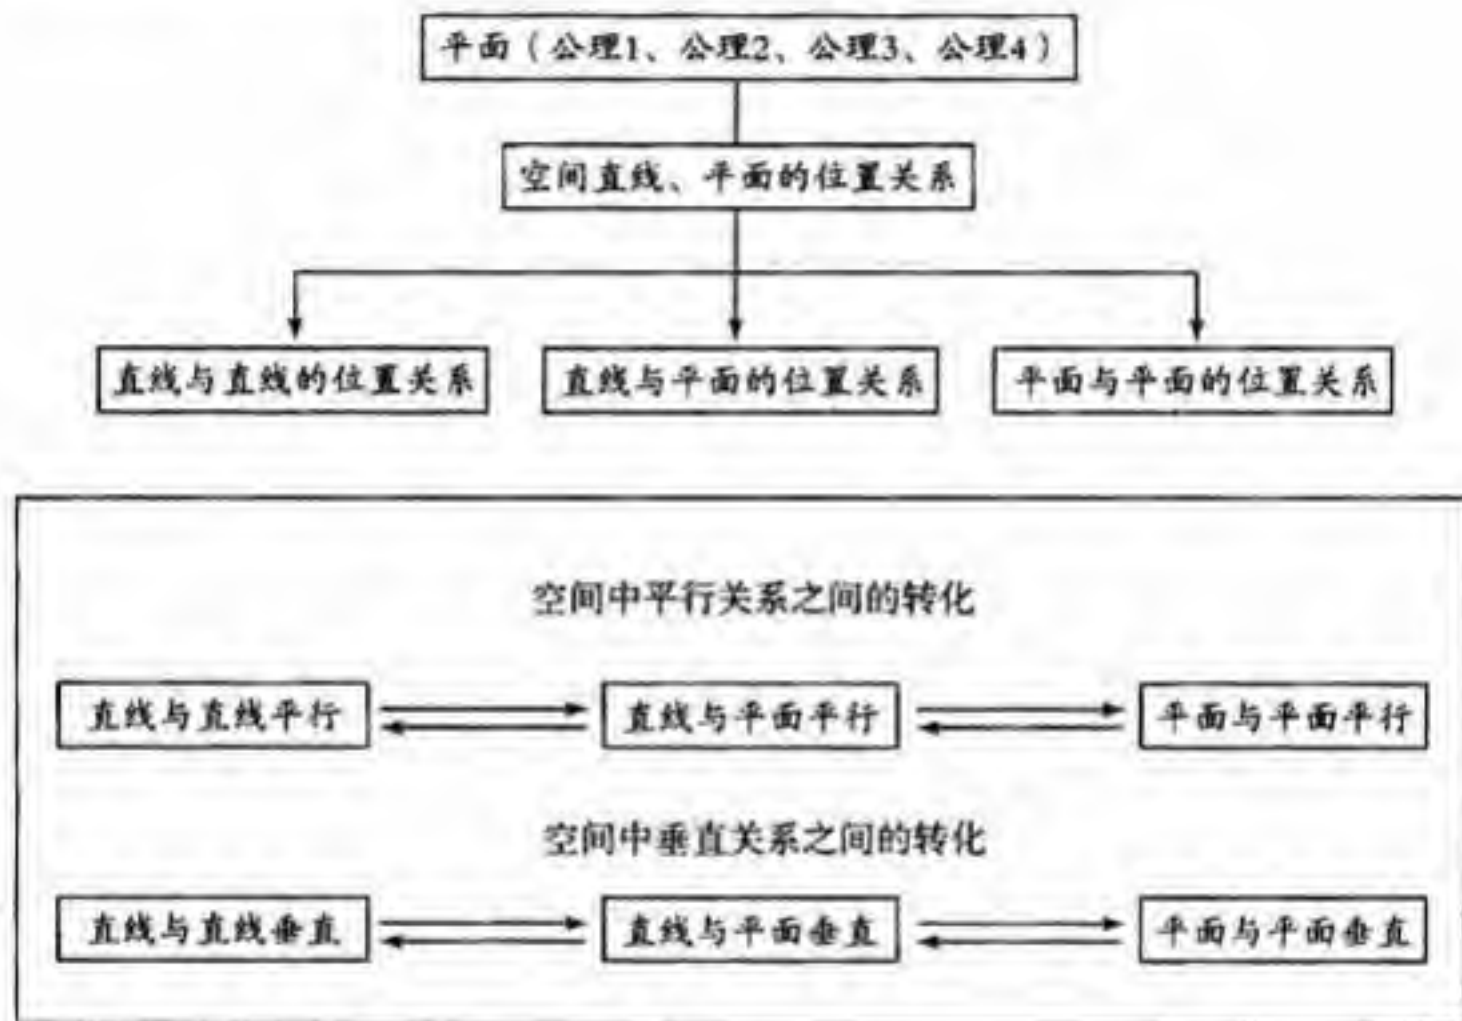 平面（公理1、公理2、公理3、公理4）
空间直线、平面的位置关系
直线与直线的位置关系
直线与平面的位置关系
平面与平面的位置关系
空间中平行关系之间的转化
直线与直线平行
直线与平面平行
平面与平面平行
空间中垂直关系之间的转化
直线与直线垂直
直线与平面垂直
平面与平面垂直